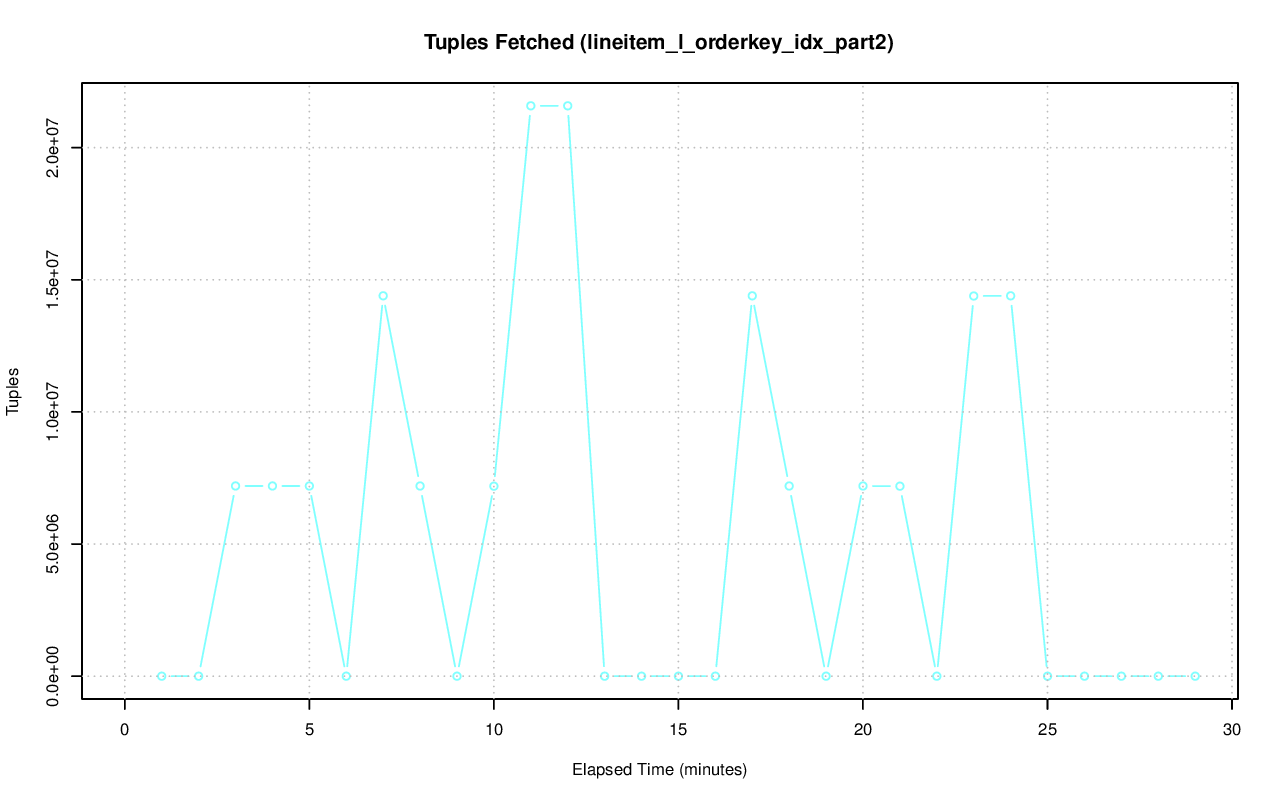 Tuples Fetched (lineitem_l_orderkey_idx_part2)
Tuples
2.0e+07
1.5e+07
1.0e+07
5.0e+06
0.0e+00
0 5 10 15 20 25 30
Elapsed Time (minutes)